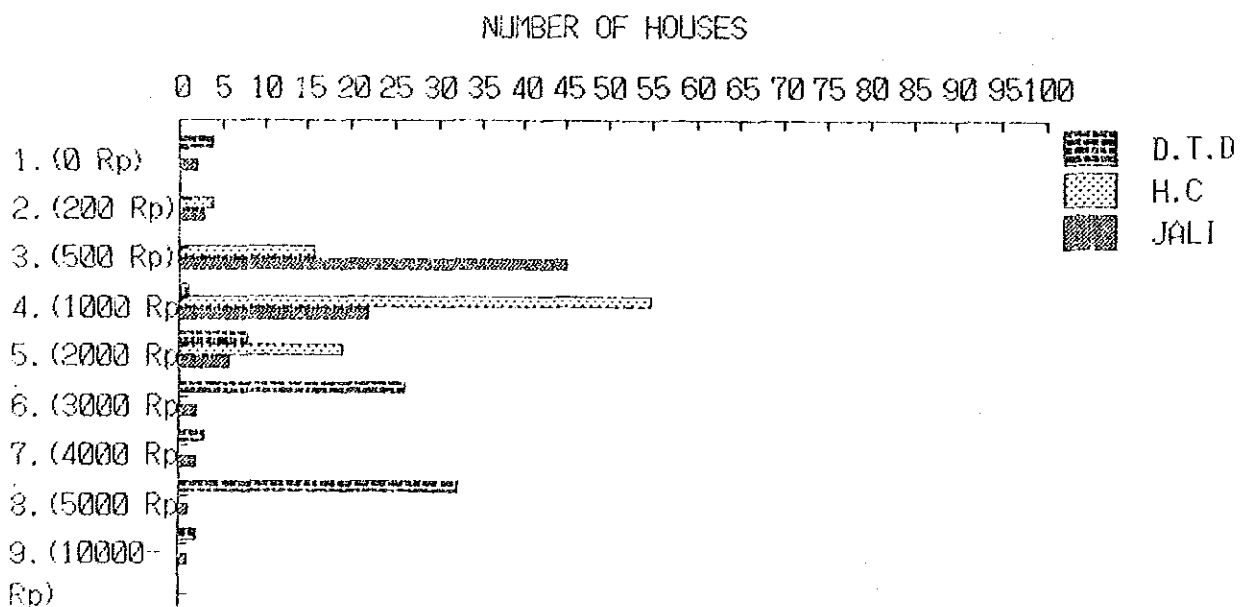 NUMBER OF HOUSES
0 5 10 15 20 25 30 35 40 45 50 55 60 65 70 75 80 85 90 95100
D.T.D
H.C
JALI
1.(0 Rp)
2.(200 Rp)
3.(500 Rp)
4.(1000 Rp
5.(2000 Rp
6.(3000 Rp
7.(4000 Rp
8.(5000 Rp
9.(10000-
Rp)